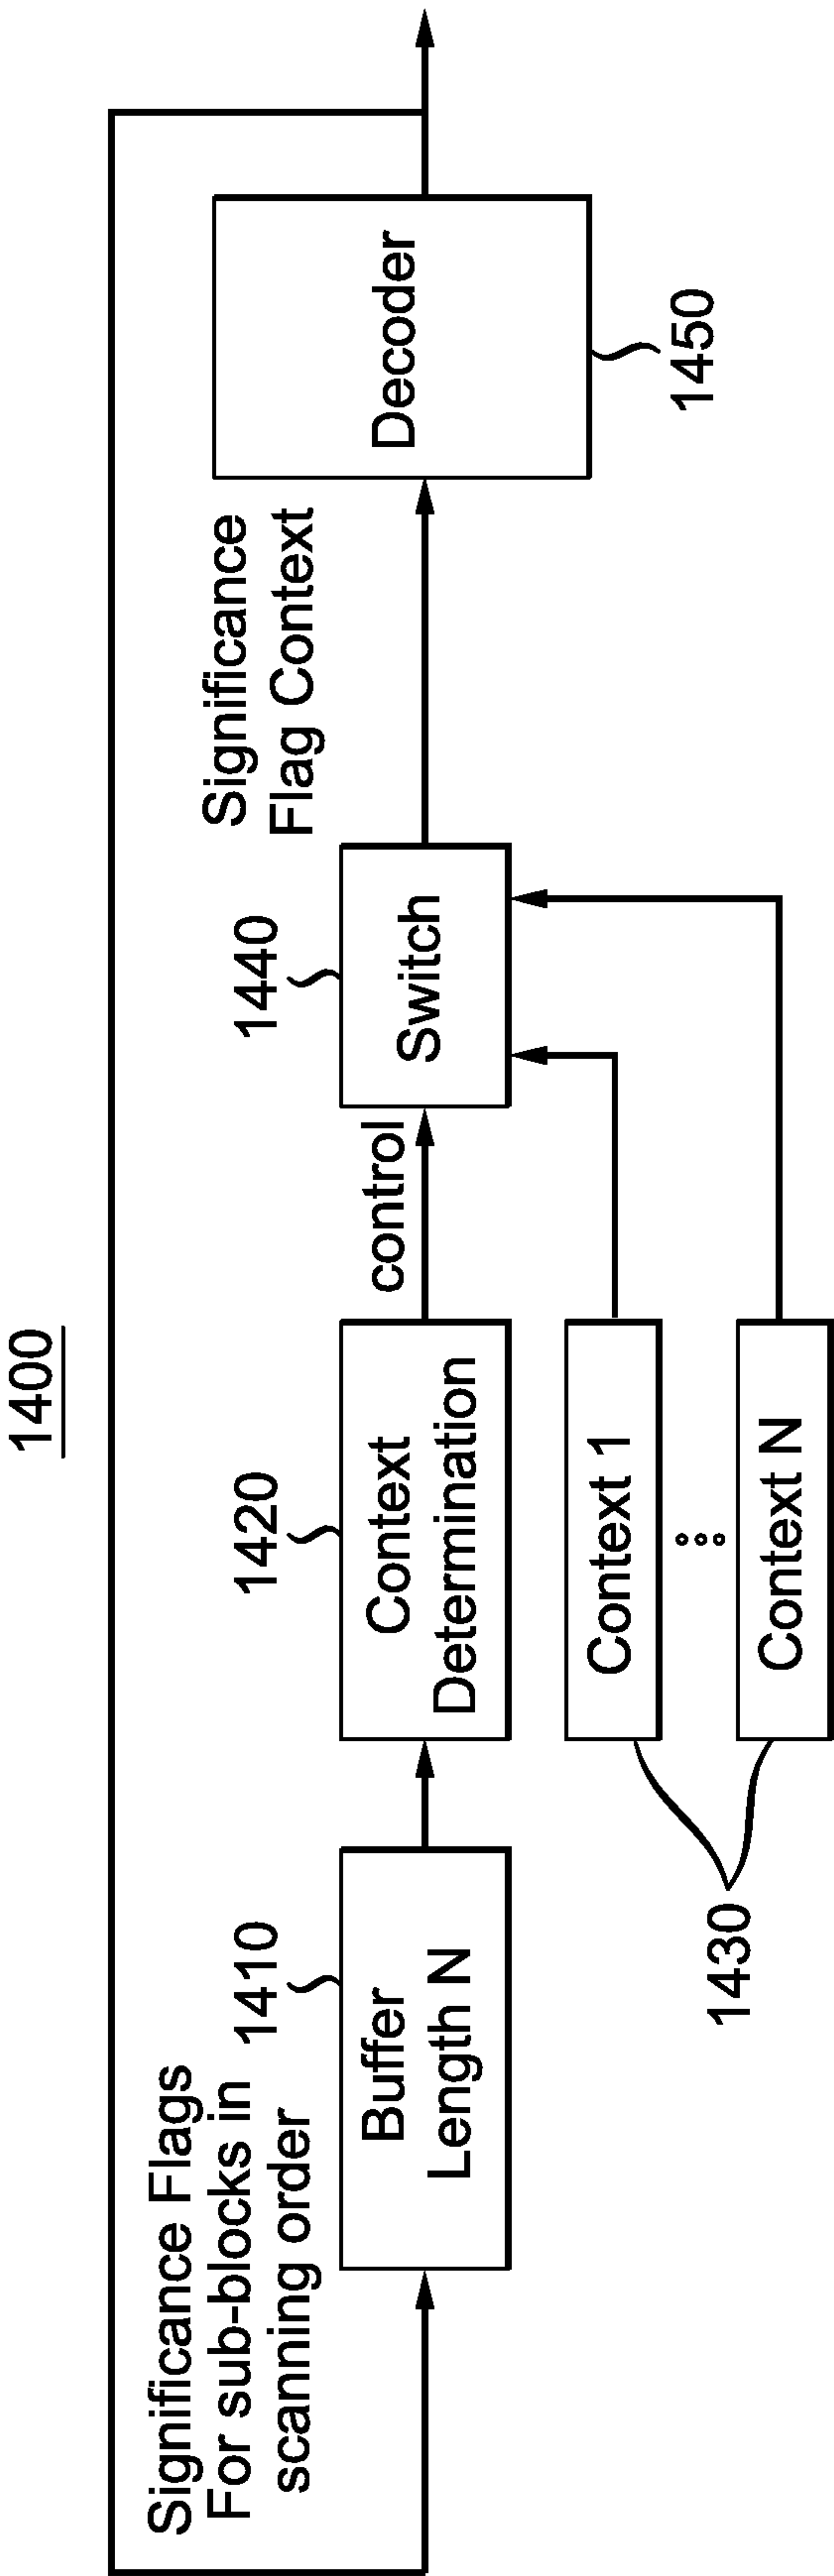 1400
Significance Flags
For sub-blocks in
scanning order
1410
Buffer
Length N
1420
Context
Determination
control
1440
Switch
Significance
Flag Context
Decoder
1450
Context 1
Context N
1430